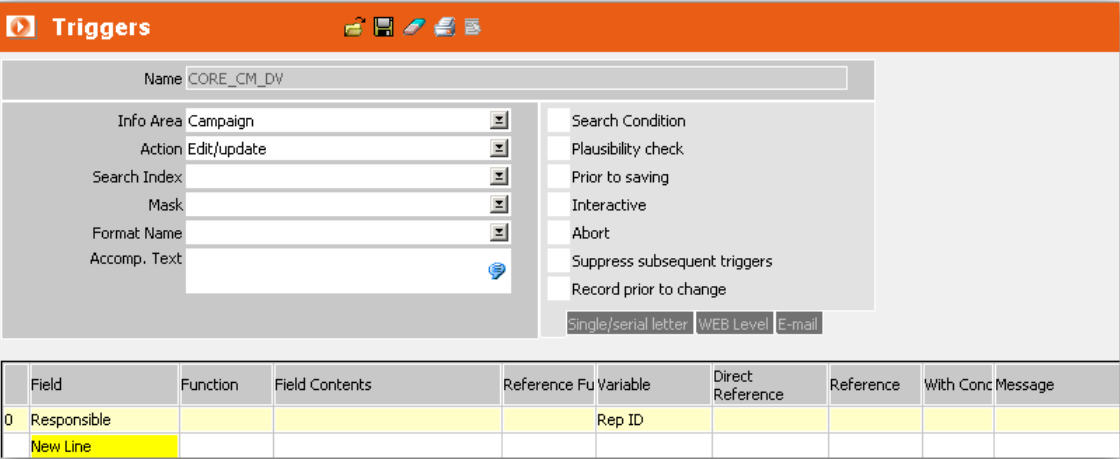 Triggers
Name CORE_CM_DV
Info Area Campaign
Action Edit/update
Search Index
Mask
Format Name
Accomp. Text
Search Condition
Plausibility check
Prior to saving
Interactive
Abort
Suppress subsequent triggers
Record prior to change
Single/serial letter WEB Level E-mail
Field Function Field Contents Reference Fu Variable Direct Reference Reference With Conc Message
0 Responsible Rep ID
New Line